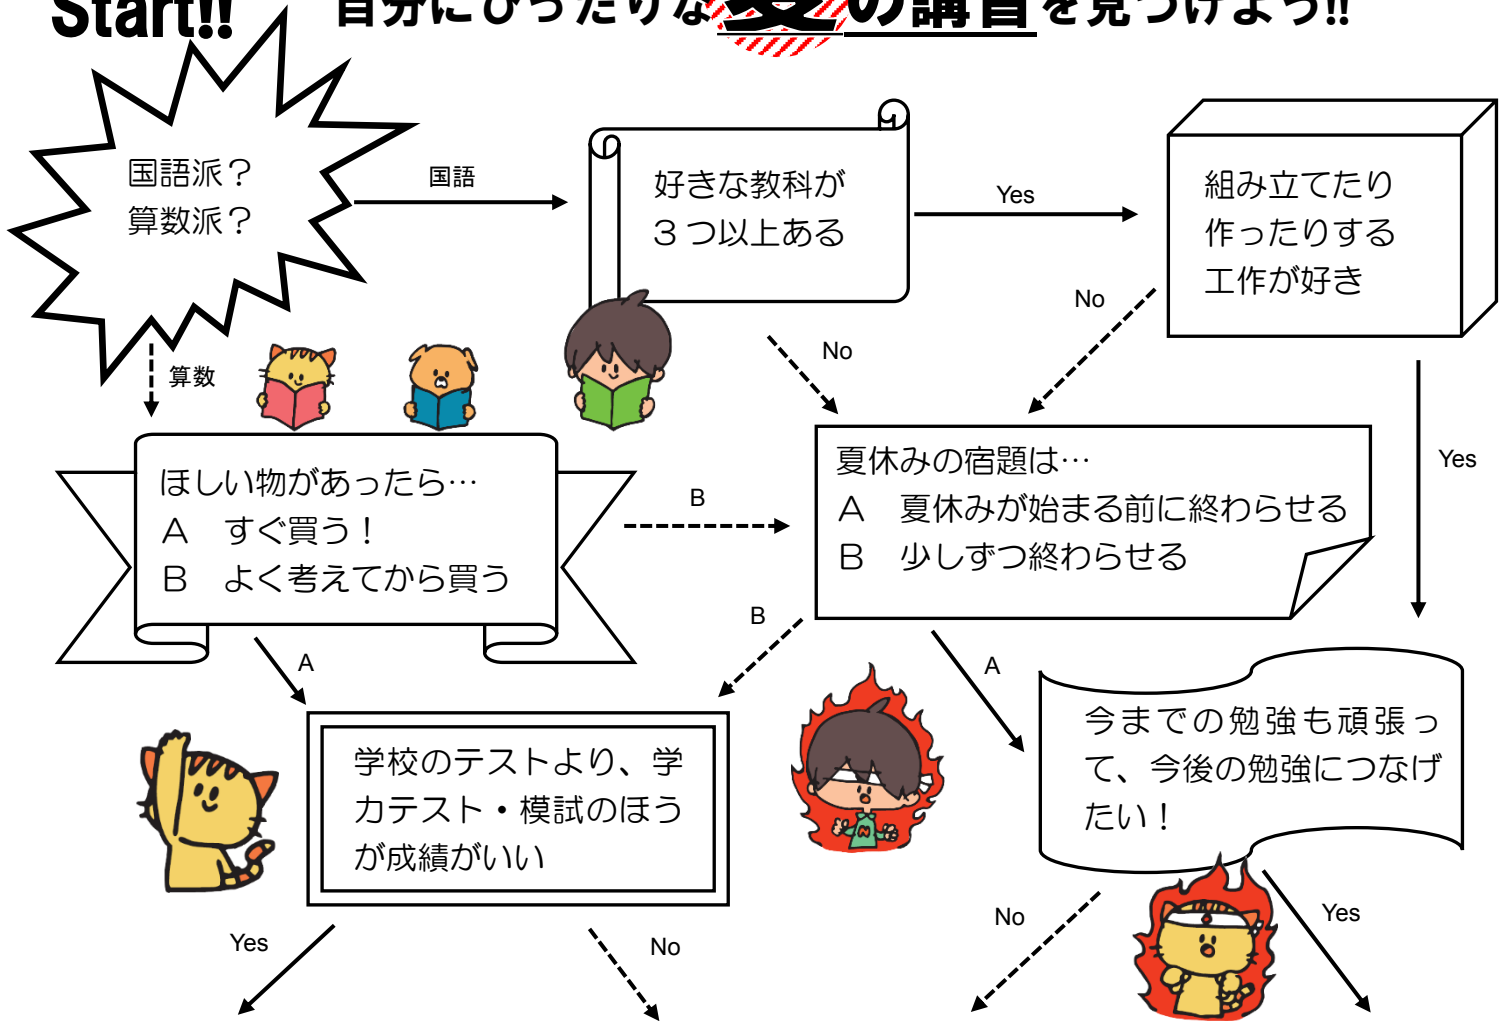 Start!!
自分にぴったりな夏の講習を見つけよう!!
国語派？
算数派？
国語
好きな教科が
３つ以上ある
Yes
組み立てたり
作ったりする
工作が好き
No
No
算数
Yes
ほしい物があったら…
A　すぐ買う！
B　よく考えてから買う
B
夏休みの宿題は…
A　夏休みが始まる前に終わらせる
B　少しずつ終わらせる
A
B
A
学校のテストより、学
力テスト・模試のほう
が成績がいい
今までの勉強も頑張っ
て、今後の勉強につなげ
たい！
N
Yes
No
No
Yes